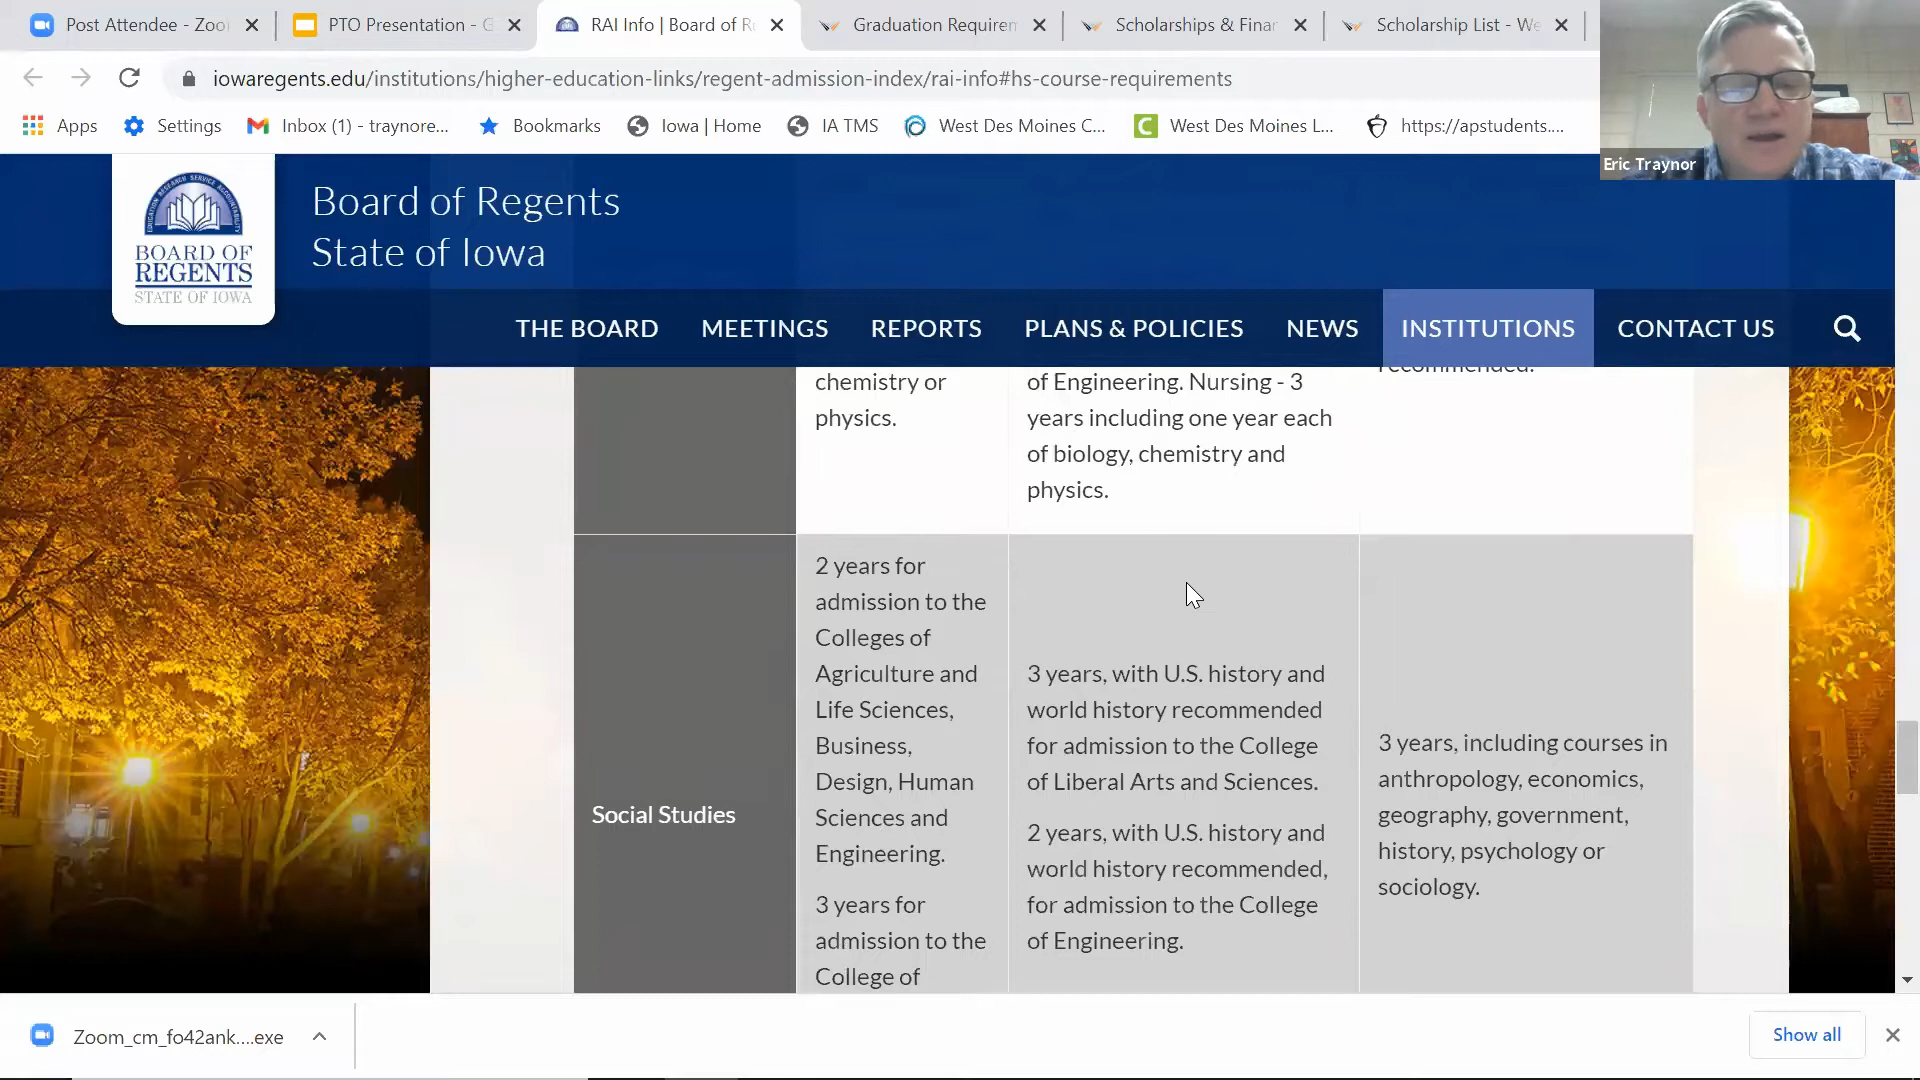 Post Attendee - Zoo
PTO Presentation - G
RAI Info | Board of R
Graduation Requirem
Scholarships & Finan
Scholarship List - We
iowaregents.edu/institutions/higher-education-links/regent-admission-index/rai-info#hs-course-requirements
Apps
Settings
Inbox (1) - traynore...
Bookmarks
Iowa | Home
IA TMS
West Des Moines C...
West Des Moines L...
https://apstudents....
Eric Traynor
EDUCATION RESEARCH SERVICE ACCOUNTABILITY
BOARD OF
REGENTS
STATE OF IOWA
Board of Regents
State of Iowa
THE BOARD
MEETINGS
REPORTS
PLANS & POLICIES
NEWS
INSTITUTIONS
CONTACT US
chemistry or
physics.
of Engineering. Nursing - 3
years including one year each
of biology, chemistry and
physics.
recommended.
Social Studies
2 years for
admission to the
Colleges of
Agriculture and
Life Sciences,
Business,
Design, Human
Sciences and
Engineering.
3 years for
admission to the
College of
3 years, with U.S. history and
world history recommended
for admission to the College
of Liberal Arts and Sciences.
2 years, with U.S. history and
world history recommended,
for admission to the College
of Engineering.
3 years, including courses in
anthropology, economics,
geography, government,
history, psychology or
sociology.
Zoom_cm_fo42ank....exe
Show all